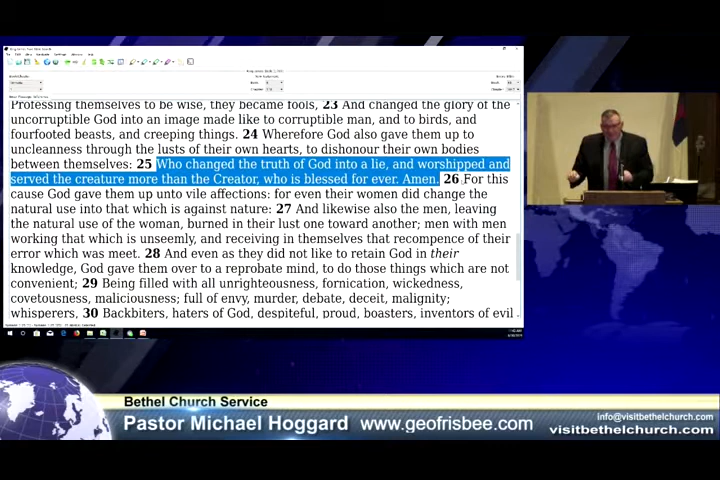 Professing themselves to be wise, they became fools, 23 And changed the glory of the
uncorruptible God into an image made like to corruptible man, and to birds, and
fourfooted beasts, and creeping things. 24 Wherefore God also gave them up to
uncleanness through the lusts of their own hearts, to dishonour their own bodies
between themselves: 25 Who changed the truth of God into a lie, and worshipped and
served the creature more than the Creator, who is blessed for ever. Amen. 26 For this
cause God gave them up unto vile affections: for even their women did change the
natural use into that which is against nature: 27 And likewise also the men, leaving
the natural use of the woman, burned in their lust one toward another; men with men
working that which is unseemly, and receiving in themselves that recompence of their
error which was meet. 28 And even as they did not like to retain God in their
knowledge, God gave them over to a reprobate mind, to do those things which are not
convenient; 29 Being filled with all unrighteousness, fornication, wickedness,
covetousness, maliciousness; full of envy, murder, debate, deceit, malignity;
whisperers, 30 Backbiters, haters of God, despiteful, proud, boasters, inventors of evil
Bethel Church Service
Pastor Michael Hoggard www.geofrisbee.com
info@visitbethelchurch.com
visitbethelchurch.com